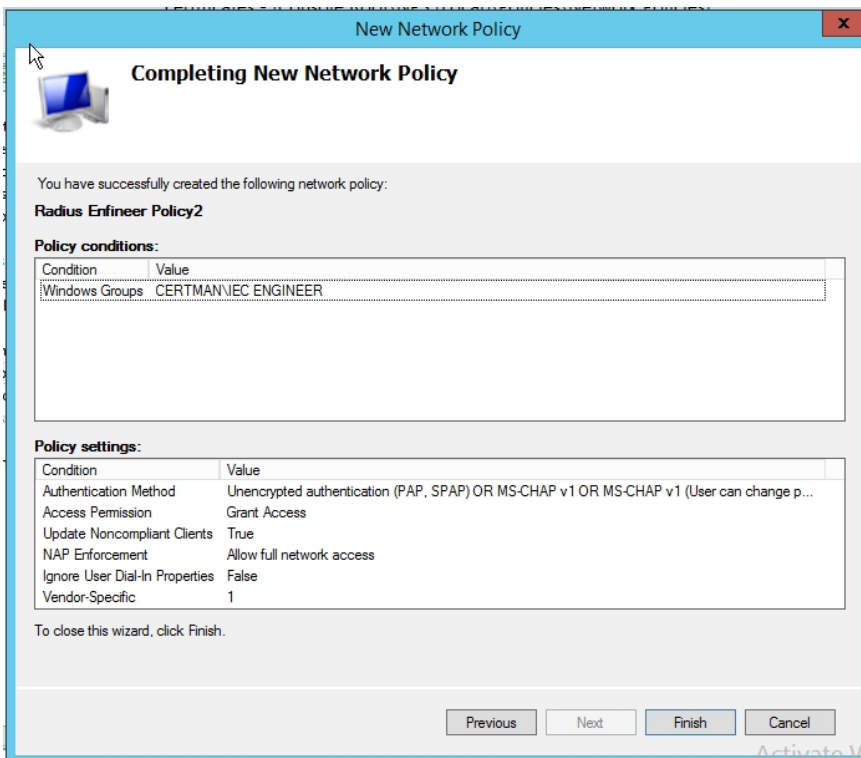 New Network Policy
x
Completing New Network Policy
You have successfully created the following network policy:
Radius Enfineer Policy2
Policy conditions:
Condition Value
Windows Groups CERTMAN\IEC ENGINEER
Policy settings:
Condition Value
Authentication Method Unencrypted authentication (PAP, SPAP) OR MS-CHAP v1 OR MS-CHAP v1 (User can change p...
Access Permission Grant Access
Update Noncompliant Clients True
NAP Enforcement Allow full network access
Ignore User Dial-In Properties False
Vendor-Specific 1
To close this wizard, click Finish.
Previous Next Finish Cancel
Activate